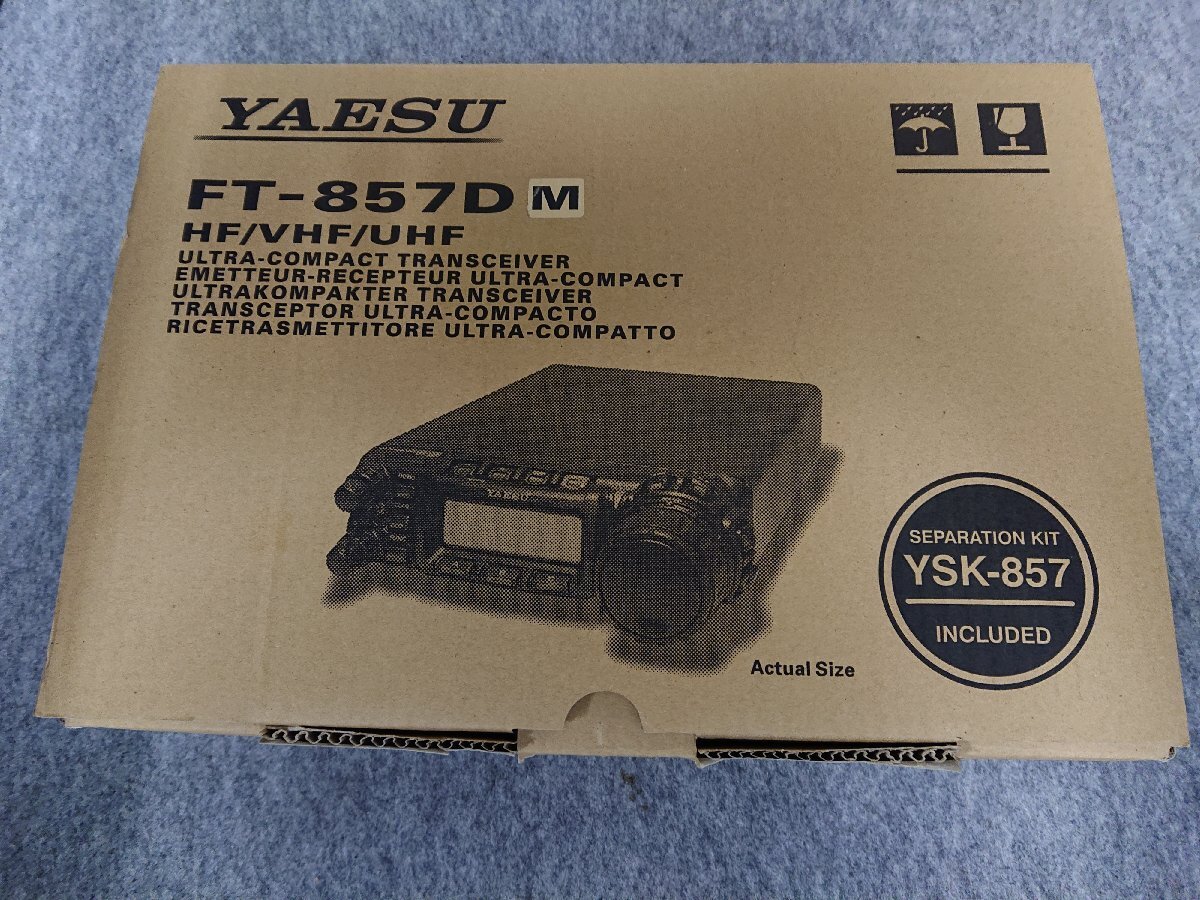 YAESU
FT-857D M
HF/VHF/UHF
ULTRA-COMPACT TRANSCEIVER
EMETTEUR-RECEPTEUR ULTRA-COMPACT
ULTRAKOMPAKTER TRANSCEIVER
TRANSCEPTOR ULTRA-COMPACTO
RICETRASMETTITORE ULTRA-COMPATTO
YAESU
SEPARATION KIT
YSK-857
INCLUDED
Actual Size